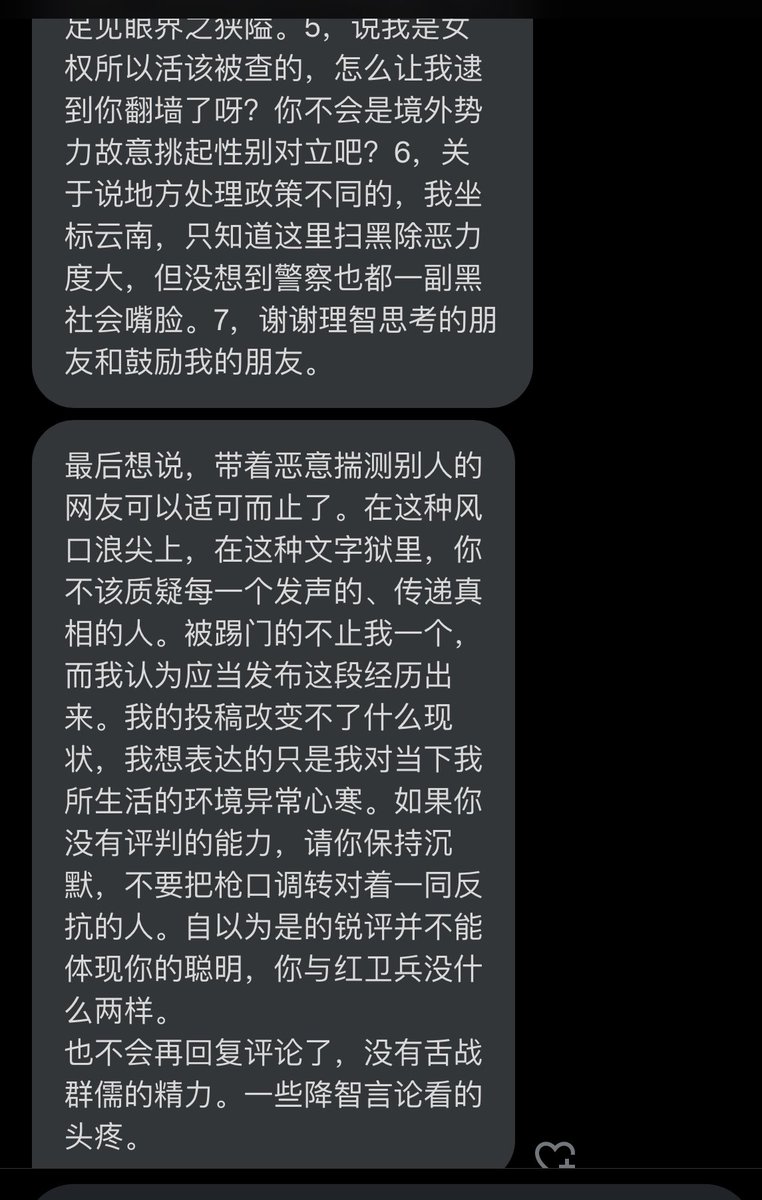 足见眼界之狭隘。5，说我是女
权所以活该被查的，怎么让我逮
到你翻墙了呀？你不会是境外势
力故意挑起性别对立吧？6，关
于说地方处理政策不同的，我坐
标云南，只知道这里扫黑除恶力
度大，但没想到警察也都一副黑
社会嘴脸。7，谢谢理智思考的朋
友和鼓励我的朋友。
最后想说，带着恶意揣测别人的
网友可以适可而止了。在这种风
口浪尖上，在这种文字狱里，你
不该质疑每一个发声的、传递真
相的人。被踢门的不止我一个，
而我认为应当发布这段经历出
来。我的投稿改变不了什么现
状，我想表达的只是我对当下我
所生活的环境异常心寒。如果你
没有评判的能力，请你保持沉
默，不要把枪口调转对着一同反
抗的人。自以为是的锐评并不能
体现你的聪明，你与红卫兵没什
么两样。
也不会再回复评论了，没有舌战
群儒的精力。一些降智言论看的
头疼。